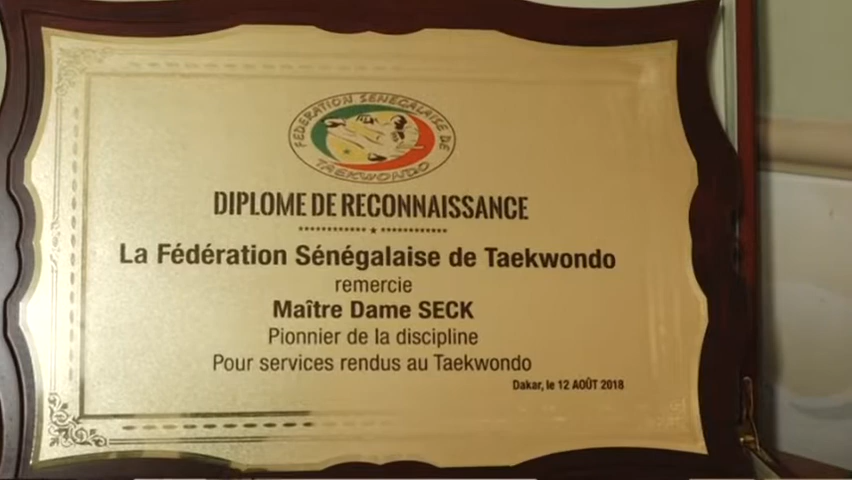 FEDERATION SENEGALAISE DE
TAEKWONDO
DIPLOME DE RECONNAISSANCE
La Fédération Sénégalaise de Taekwondo
remercie
Maître Dame SECK
Pionnier de la discipline
Pour services rendus au Taekwondo
Dakar, le 12 AOÛT 2018